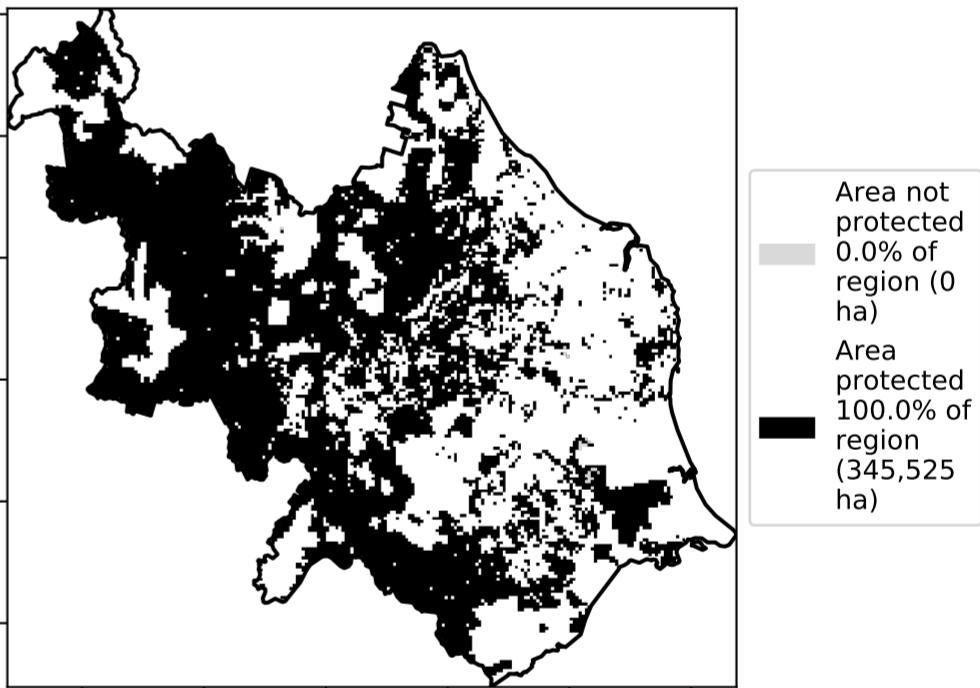 Area not
protected
0.0% of
region (0
ha)
Area
protected
100.0% of
region
(345,525
ha)